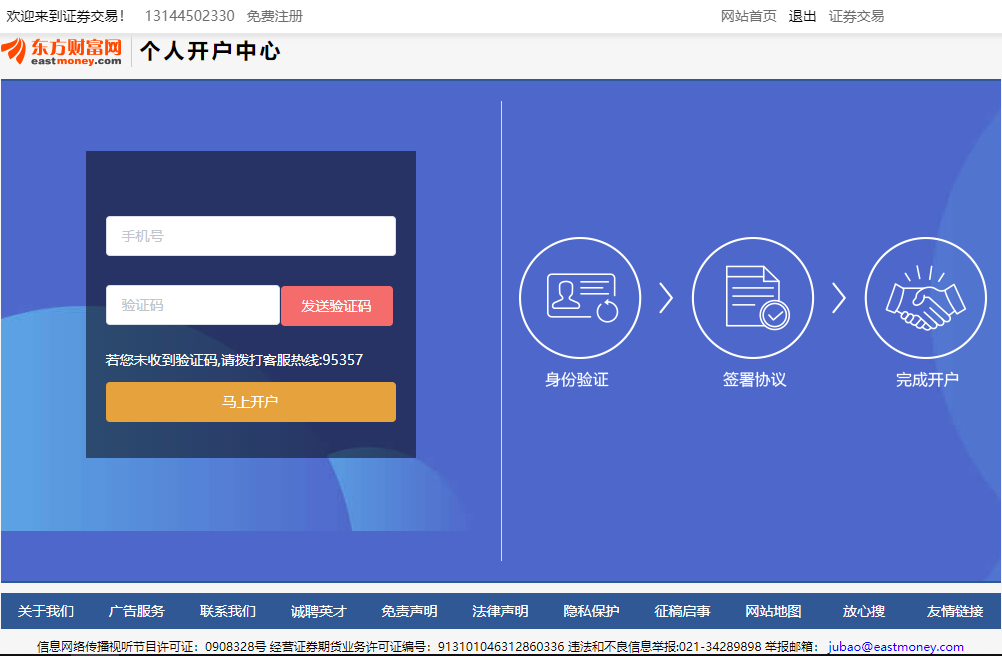 欢迎来到证券交易！ 13144502330 免费注册 网站首页 退出 证券交易
东方财富网 个人开户中心
eastmoney.com
手机号
验证码 发送验证码
若您未收到验证码,请拨打客服热线:95357
马上开户
身份验证 签署协议 完成开户
关于我们 广告服务 联系我们 诚聘英才 免责声明 法律声明 隐私保护 征稿启事 网站地图 放心搜 友情链接
信息网络传播视听节目许可证：0908328号 经营证券期货业务许可证编号：913101046312860336 违法和不良信息举报:021-34289898 举报邮箱：jubao@eastmoney.com